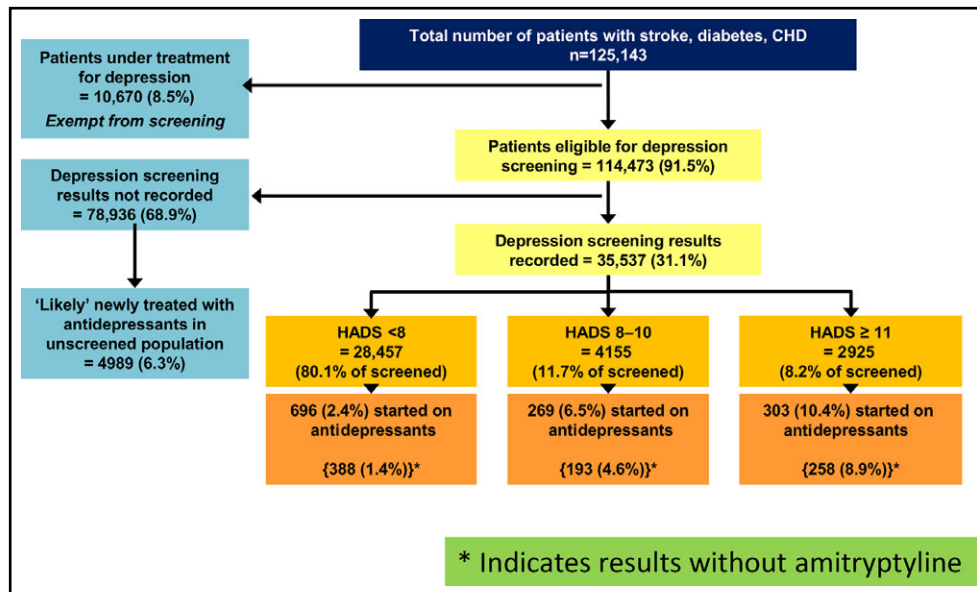 Total number of patients with stroke, diabetes, CHD
n=125,143
Patients under treatment
for depression
= 10,670 (8.5%)
Exempt from screening
Patients eligible for depression
screening = 114,473 (91.5%)
Depression screening
results not recorded
= 78,936 (68.9%)
Depression screening results
recorded = 35,537 (31.1%)
‘Likely’ newly treated with
antidepressants in
unscreened population
= 4989 (6.3%)
HADS <8
= 28,457
(80.1% of screened)
HADS 8–10
= 4155
(11.7% of screened)
HADS ≥ 11
= 2925
(8.2% of screened)
696 (2.4%) started on
antidepressants
{388 (1.4%)}*
269 (6.5%) started on
antidepressants
{193 (4.6%)}*
303 (10.4%) started on
antidepressants
{258 (8.9%)}*
* Indicates results without amitryptyline